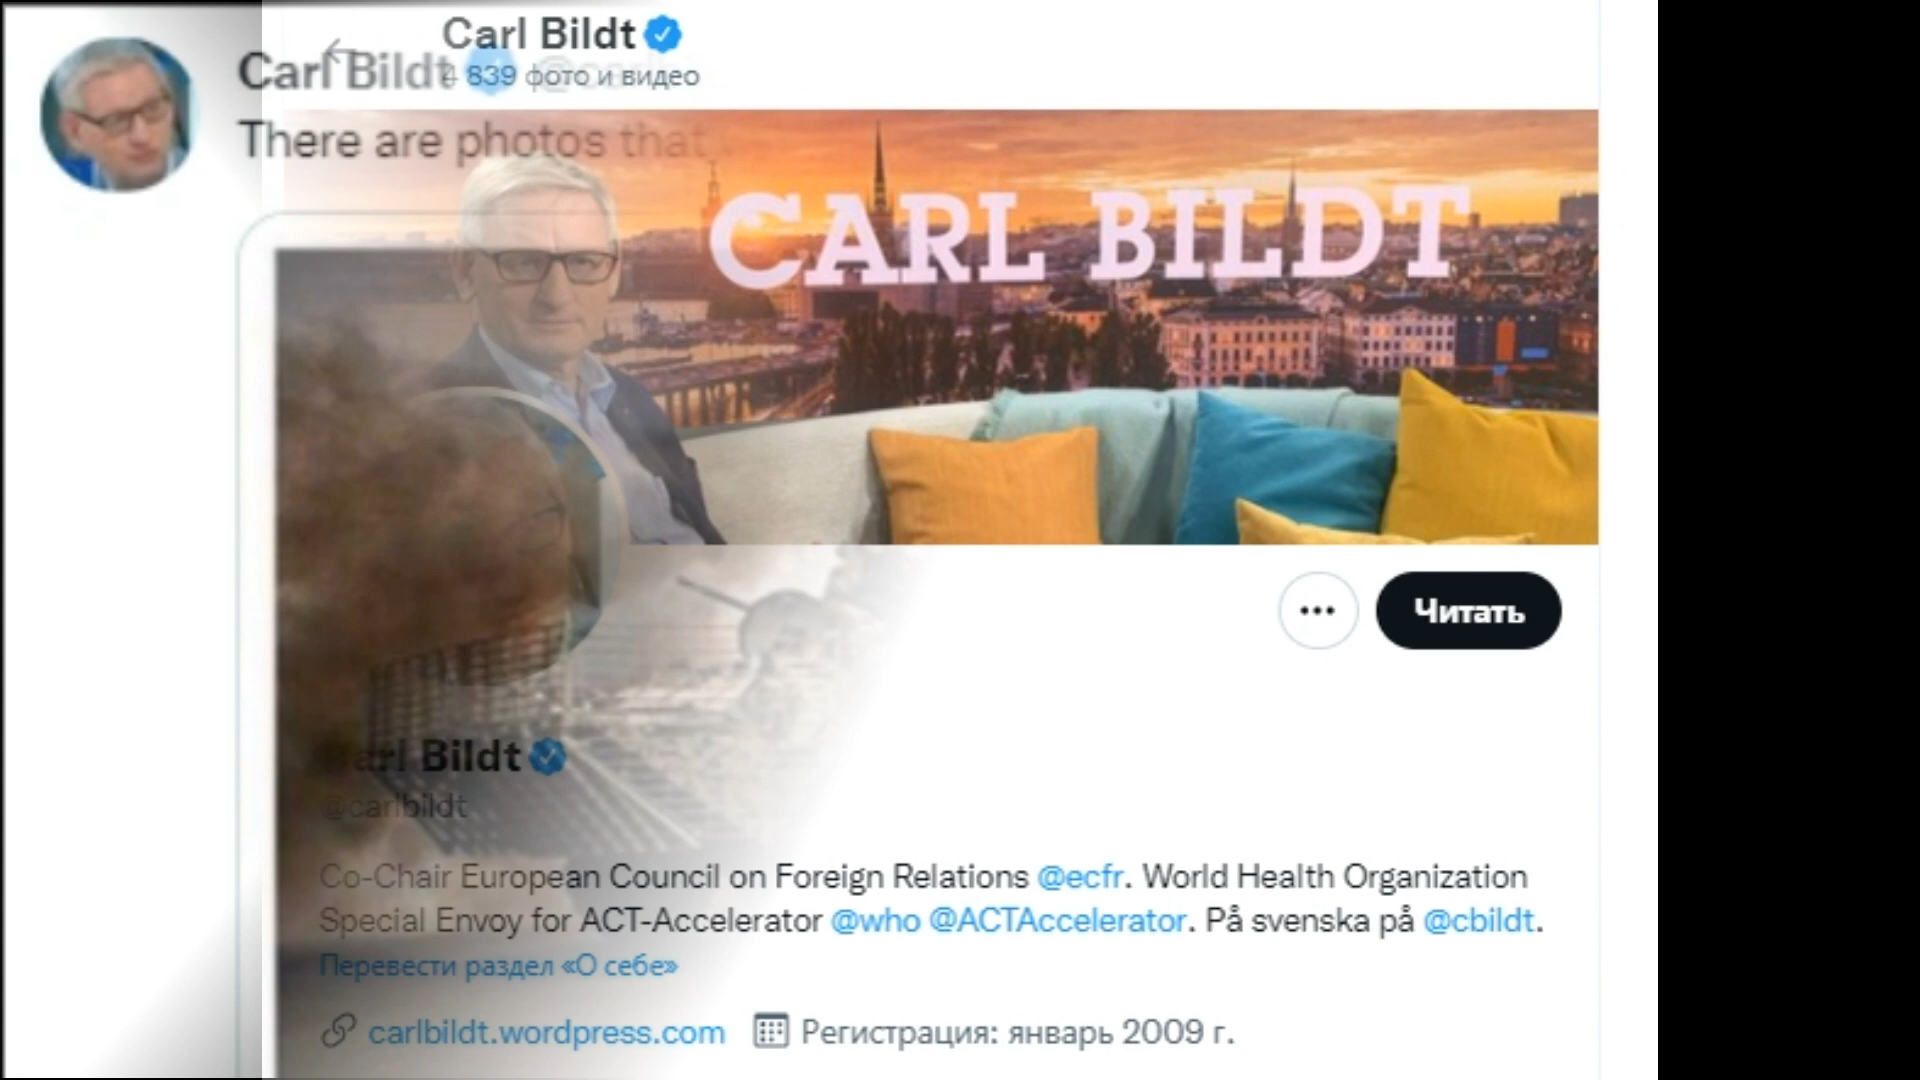 Carl Bildt
4 839 фото и видео
Carl Bildt
There are photos that
CARL BILDT
Читать
Carl Bildt
@carlbildt
Co-Chair European Council on Foreign Relations @ecfr. World Health Organization
Special Envoy for ACT-Accelerator @who @ACTAccelerator. På svenska på @cbildt.
Перевести раздел «О себе»
carlbildt.wordpress.com Регистрация: январь 2009 г.